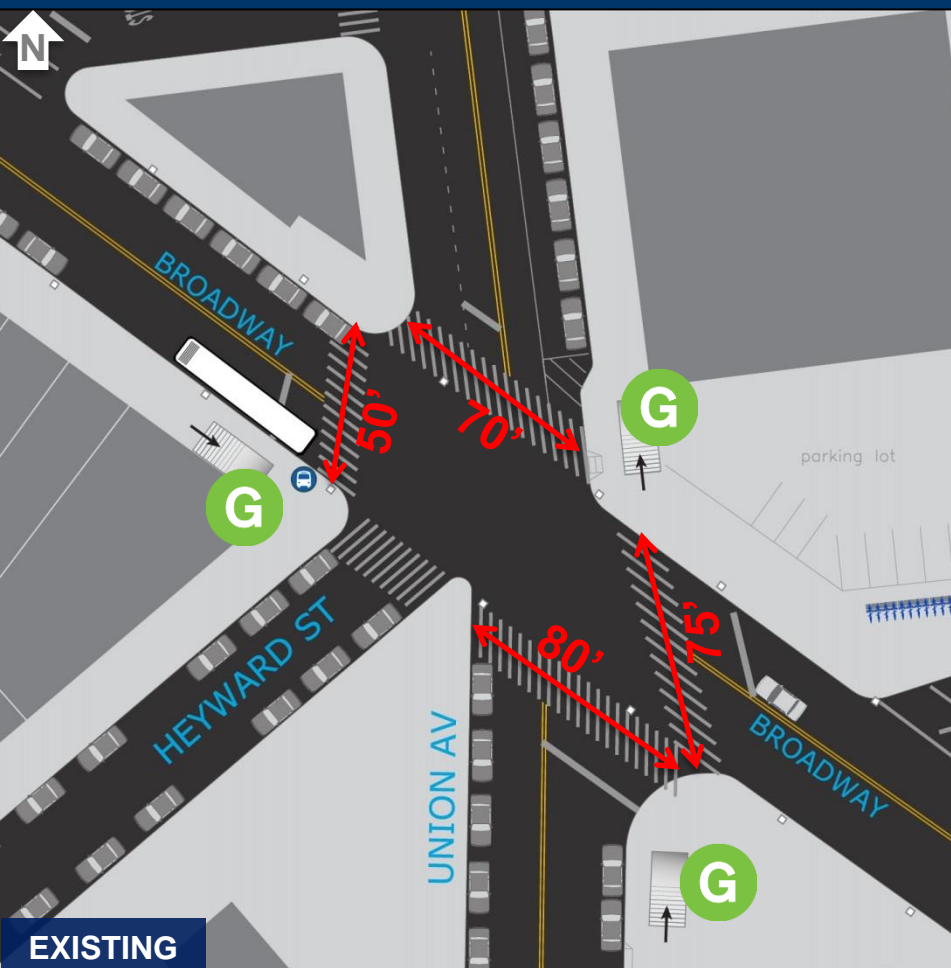 N
BROADWAY
50'
70'
G
parking lot
G
HEYWARD ST
80'
75'
UNION AV
BROADWAY
G
EXISTING